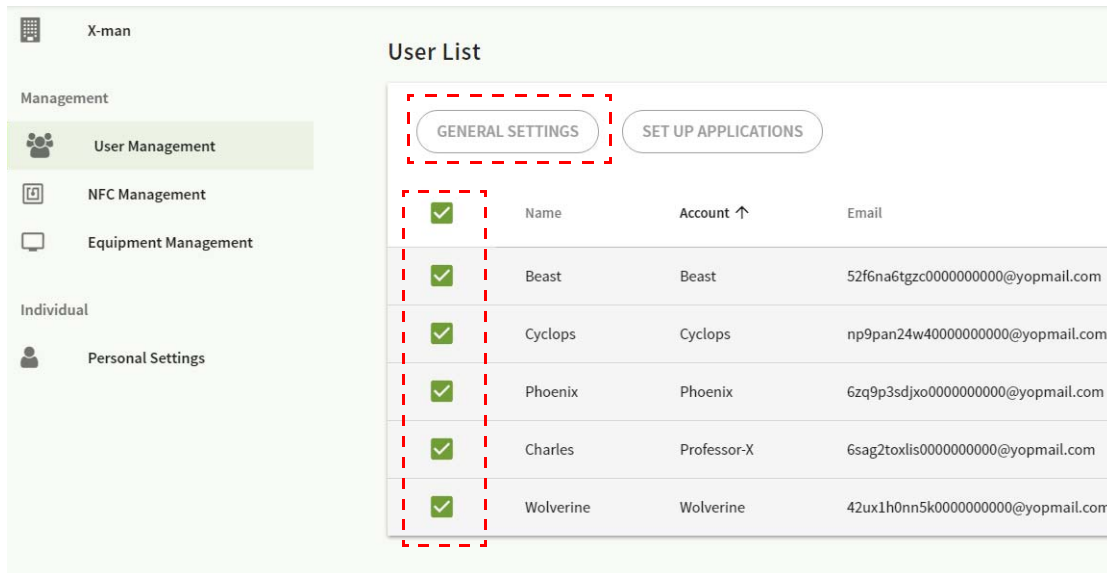 X-man
User List
Management
GENERAL SETTINGS SET UP APPLICATIONS
User Management
NFC Management
Name Account ↑ Email
Equipment Management
Beast Beast 52f6na6tgzc0000000000@yopmail.com
Individual
Cyclops Cyclops np9pan24w40000000000@yopmail.com
Personal Settings
Phoenix Phoenix 6zq9p3sdjxo0000000000@yopmail.com
Charles Professor-X 6sag2toxlis0000000000@yopmail.com
Wolverine Wolverine 42ux1h0nn5k0000000000@yopmail.com